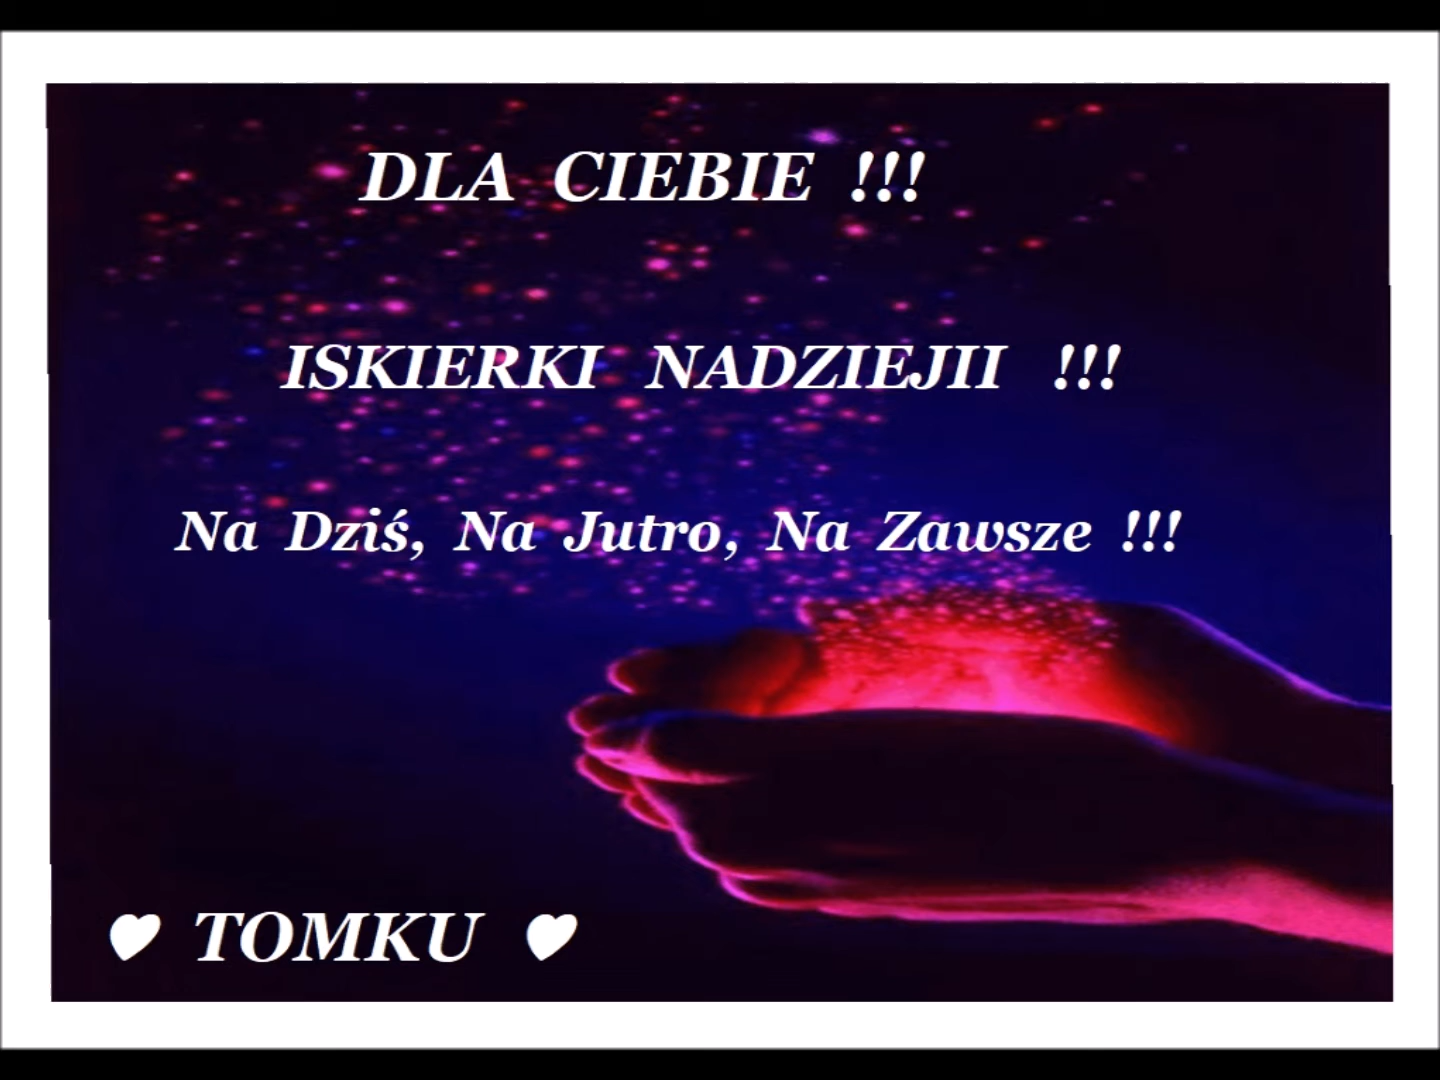 DLA CIEBIE !!!
ISKIERKI NADZIEJII !!!
Na Dziś, Na Jutro, Na Zawsze !!!
♥ TOMKU ♥